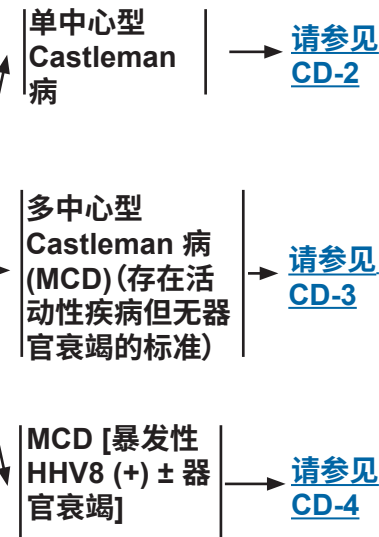 单中心型
Castleman
病
请参见
CD-2
多中心型
Castleman 病
(MCD)（存在活
动性疾病但无器
官衰竭的标准）
请参见
CD-3
MCD [暴发性
HHV8 (+) ± 器
官衰竭]
请参见
CD-4